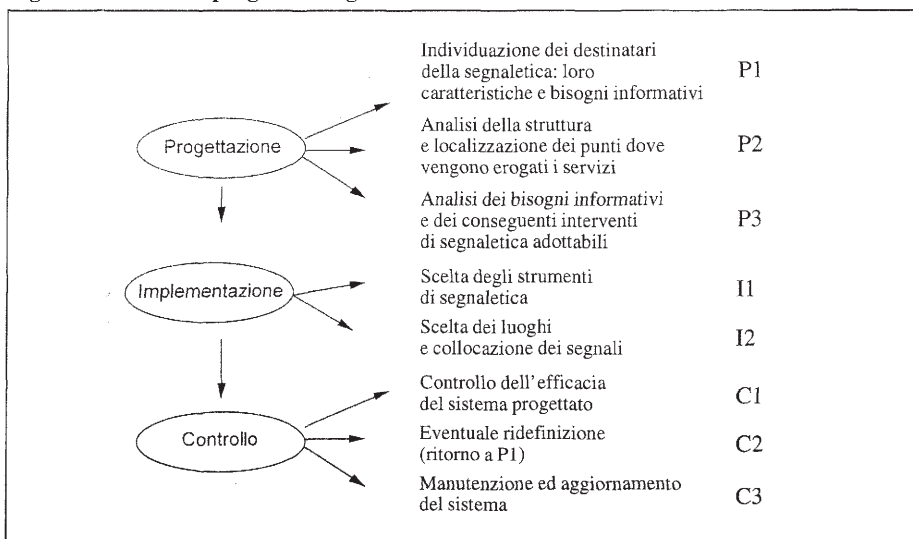 Individuazione dei destinatari
della segnaletica: loro
caratteristiche e bisogni informativi
P1
Progettazione
Analisi della struttura
e localizzazione dei punti dove
vengono erogati i servizi
P2
Analisi dei bisogni informativi
e dei conseguenti interventi
di segnaletica adottabili
P3
Implementazione
Scelta degli strumenti
di segnaletica
I1
Scelta dei luoghi
e collocazione dei segnali
I2
Controllo
Controllo dell'efficacia
del sistema progettato
C1
Eventuale ridefinizione
(ritorno a P1)
C2
Manutenzione ed aggiornamento
del sistema
C3